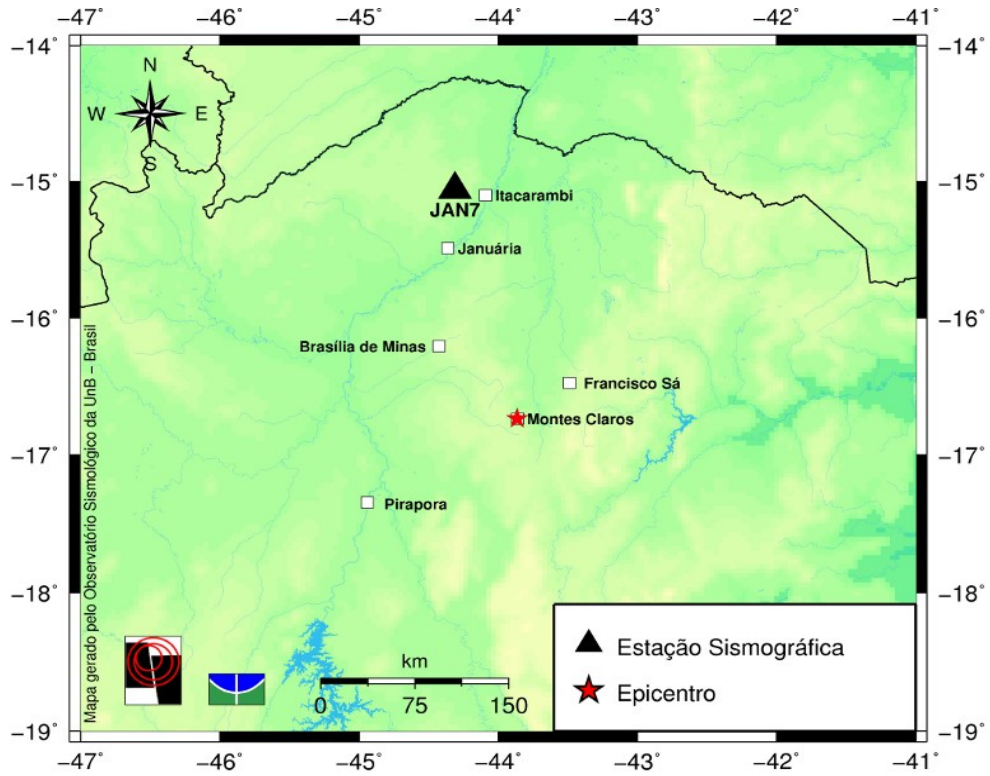 −47˚ −46˚ −45˚ −44˚ −43˚ −42˚ −41˚
−14˚ −14˚
N
W E
S
−15˚ −15˚
Itacarambi
JAN7
Januária
−16˚ −16˚
Brasília de Minas
Francisco Sá
Montes Claros
−17˚ −17˚
Pirapora
Mapa gerado pelo Observatório Sismológico da UnB − Brasil
−18˚ −18˚
km
0 75 150
Estação Sismográfica
Epicentro
−19˚ −19˚
−47˚ −46˚ −45˚ −44˚ −43˚ −42˚ −41˚